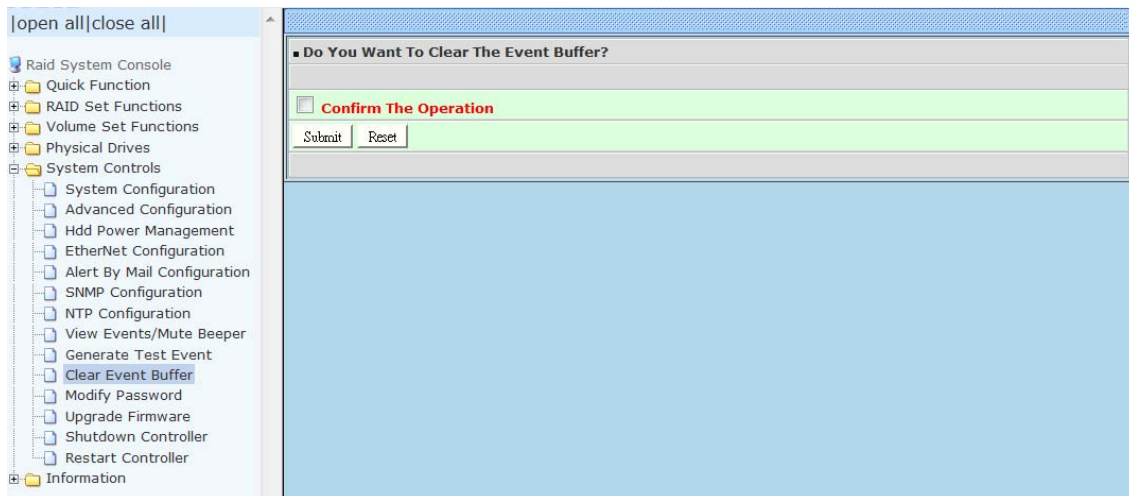 |open all|close all|
Raid System Console
Quick Function
RAID Set Functions
Volume Set Functions
Physical Drives
System Controls
System Configuration
Advanced Configuration
Hdd Power Management
EtherNet Configuration
Alert By Mail Configuration
SNMP Configuration
NTP Configuration
View Events/Mute Beeper
Generate Test Event
Clear Event Buffer
Modify Password
Upgrade Firmware
Shutdown Controller
Restart Controller
Information
Do You Want To Clear The Event Buffer?
Confirm The Operation
Submit Reset